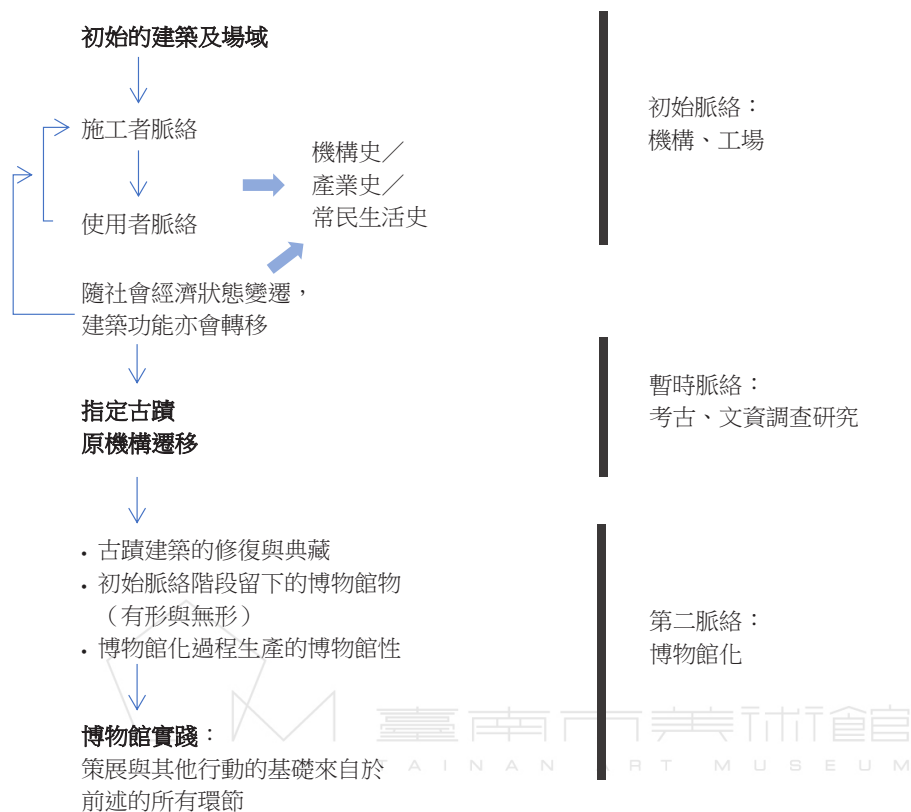 初始的建築及場域
施工者脈絡
使用者脈絡
機構史／
產業史／
常民生活史
隨社會經濟狀態變遷，
建築功能亦會轉移
指定古蹟
原機構遷移
• 古蹟建築的修復與典藏
• 初始脈絡階段留下的博物館物
（有形與無形）
• 博物館化過程生產的博物館性
博物館實踐：
策展與其他行動的基礎來自於
前述的所有環節
初始脈絡：
機構、工場
暫時脈絡：
考古、文資調查研究
第二脈絡：
博物館化
臺南市美術館
TAINAN ART MUSEUM